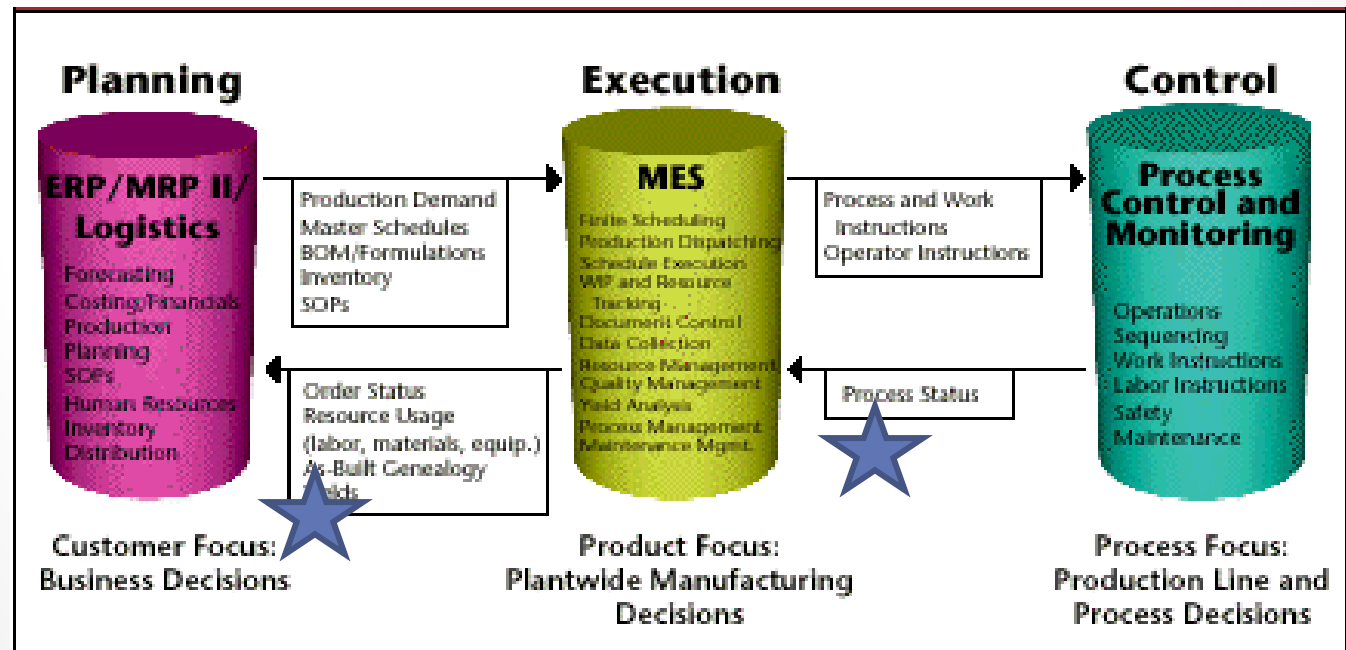 Planning
Execution
Control
ERP/MRP II/
Logistics
Forecasting
Costing/Financials
Production
Planning
SOPs
Human Resources
Inventory
Distribution
Production Demand
Master Schedules
BOM/Formulations
Inventory
SOPs
Order Status
Resource Usage
(labor, materials, equip.)
As-Built Genealogy
MES
Finite Scheduling
Production Dispatching
Schedule Execution
WIP and Resource
Tracking
Document Control
Data Collection
Resource Management
Quality Management
Yield Analysis
Process Management
Maintenance Mgmt.
Process and Work
Instructions
Operator Instructions
Process Status
Process
Control and
Monitoring
Operations
Sequencing
Work Instructions
Labor Instructions
Safety
Maintenance
Customer Focus:
Business Decisions
Product Focus:
Plantwide Manufacturing
Decisions
Process Focus:
Production Line and
Process Decisions